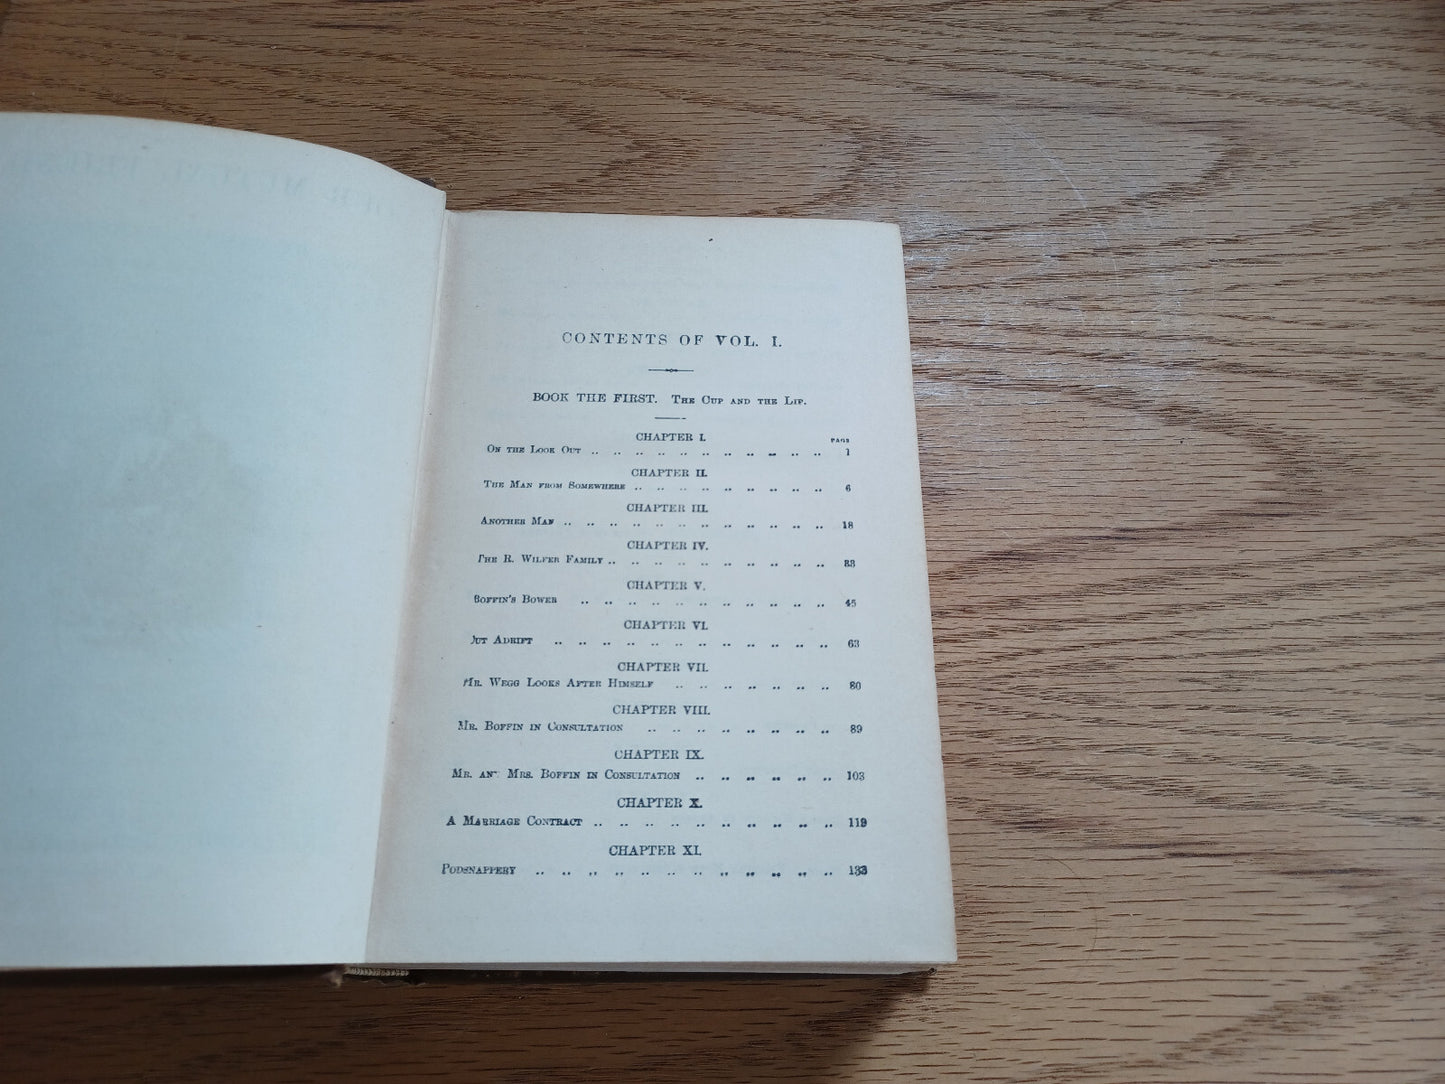 CONTENTS OF VOL. I.
BOOK THE FIRST. THE CUP AND THE LIP.
CHAPTER I. PAGE
ON THE LOOK OUT .. .. .. .. .. .. .. .. .. .. .. 1
CHAPTER II.
THE MAN FROM SOMEWHERE .. .. .. .. .. .. .. .. .. 6
CHAPTER III.
ANOTHER MAN .. .. .. .. .. .. .. .. .. .. .. .. 18
CHAPTER IV.
THE R. WILFER FAMILY .. .. .. .. .. .. .. .. .. .. 33
CHAPTER V.
BOFFIN'S BOWER .. .. .. .. .. .. .. .. .. .. .. 45
CHAPTER VI.
CUT ADRIFT .. .. .. .. .. .. .. .. .. .. .. .. 63
CHAPTER VII.
MR. WEGG LOOKS AFTER HIMSELF .. .. .. .. .. .. .. 80
CHAPTER VIII.
MR. BOFFIN IN CONSULTATION .. .. .. .. .. .. .. .. 89
CHAPTER IX.
MR. AND MRS. BOFFIN IN CONSULTATION .. .. .. .. .. .. 103
CHAPTER X.
A MARRIAGE CONTRACT .. .. .. .. .. .. .. .. .. .. 119
CHAPTER XI.
PODSNAPPERY .. .. .. .. .. .. .. .. .. .. .. .. 133